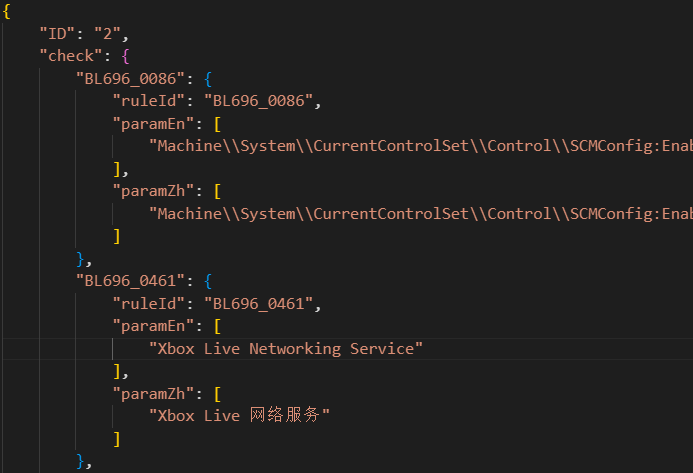 {
"ID": "2",
"check": {
"BL696_0086": {
"ruleId": "BL696_0086",
"paramEn": [
"Machine\\System\\CurrentControlSet\\Control\\SCMConfig:Enab
],
"paramZh": [
"Machine\\System\\CurrentControlSet\\Control\\SCMConfig:Enab
]
},
"BL696_0461": {
"ruleId": "BL696_0461",
"paramEn": [
"Xbox Live Networking Service"
],
"paramZh": [
"Xbox Live 网络服务"
]
},